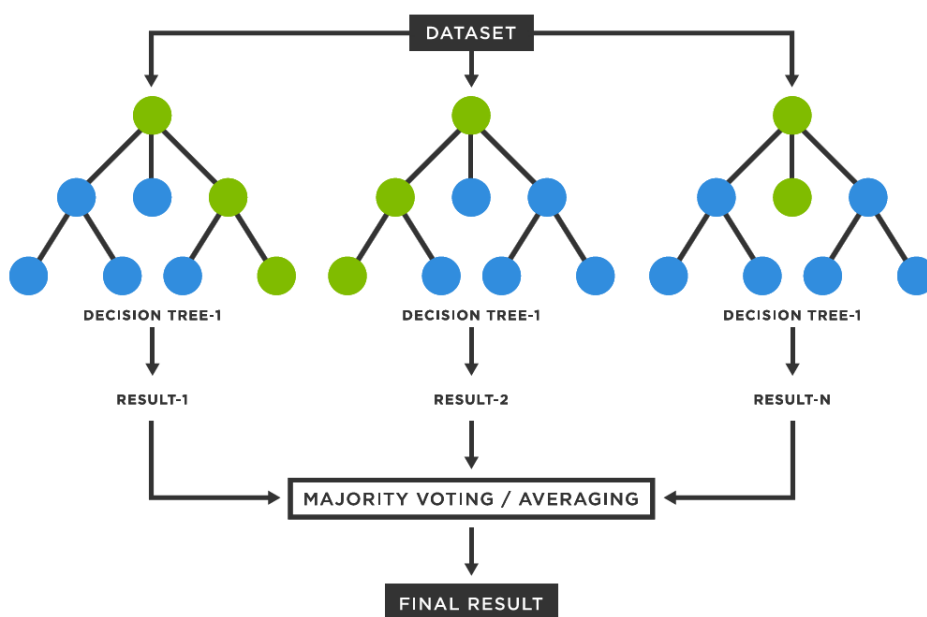 DATASET
DECISION TREE-1
DECISION TREE-1
DECISION TREE-1
RESULT-1
RESULT-2
RESULT-N
MAJORITY VOTING / AVERAGING
FINAL RESULT